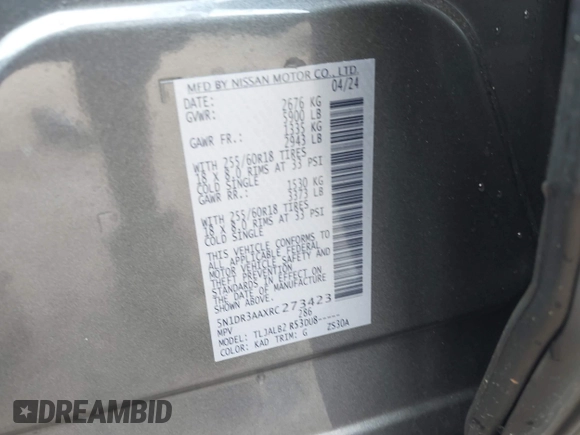 MFD BY NISSAN MOTOR CO., LTD.
DATE: 04/24
GVWR: 2676 KG
5900 LB
GAWR FR.: 1335 KG
2943 LB
WITH 255/60R18 TIRES
18 X 8.0 RIMS AT 33 PSI
COLD SINGLE
GAWR RR.: 1530 KG
3373 LB
WITH 255/60R18 TIRES
18 X 8.0 RIMS AT 33 PSI
COLD SINGLE
THIS VEHICLE CONFORMS TO
ALL APPLICABLE FEDERAL
MOTOR VEHICLE SAFETY AND
THEFT PREVENTION
STANDARDS IN EFFECT ON
THE DATE OF MANUFACTURE
SHOWN ABOVE.
5N1DR3AAXRC273423
MPV 286
MODEL: TLJALBZ R53DU8-----
COLOR: KAD TRIM: G ZS30A
DREAMBID